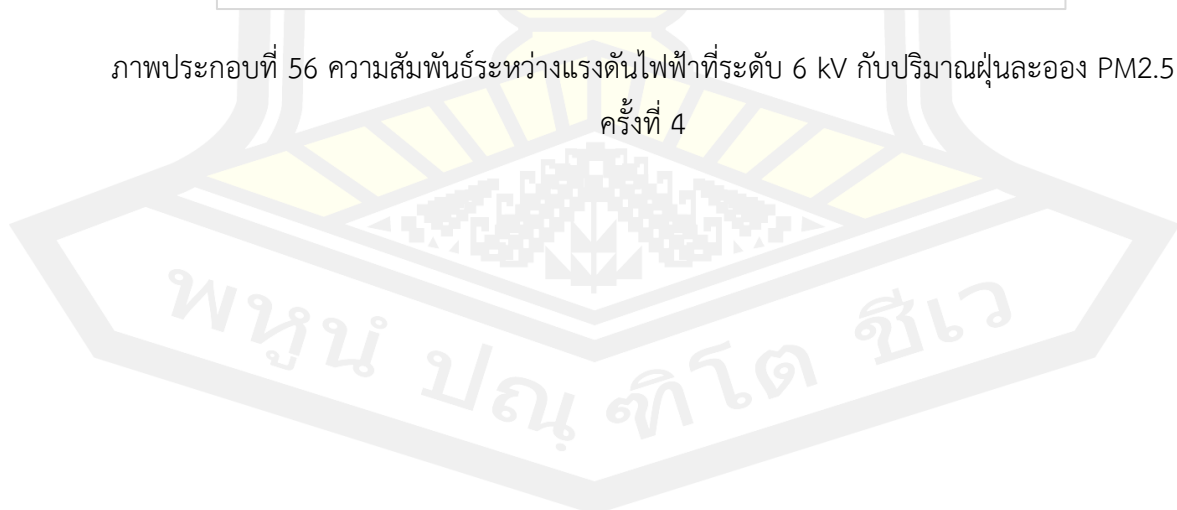 ภาพประกอบที่ 56 ความสัมพันธ์ระหว่างแรงดันไฟฟ้าที่ระดับ 6 kV กับปริมาณฝุ่นละออง PM2.5
ครั้งที่ 4
พหูนํ ปณฺฑิโต ชีเว